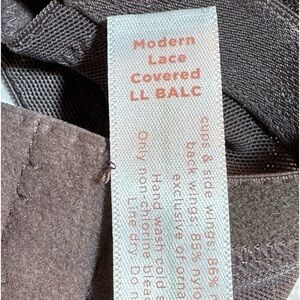 Modern
Lace
Covered
LL BALC
cups & side wings: 86%
back wings: 85% nylo
exclusive of orna
Hand wash cold s
Only non-chlorine blea
Line dry. Do n